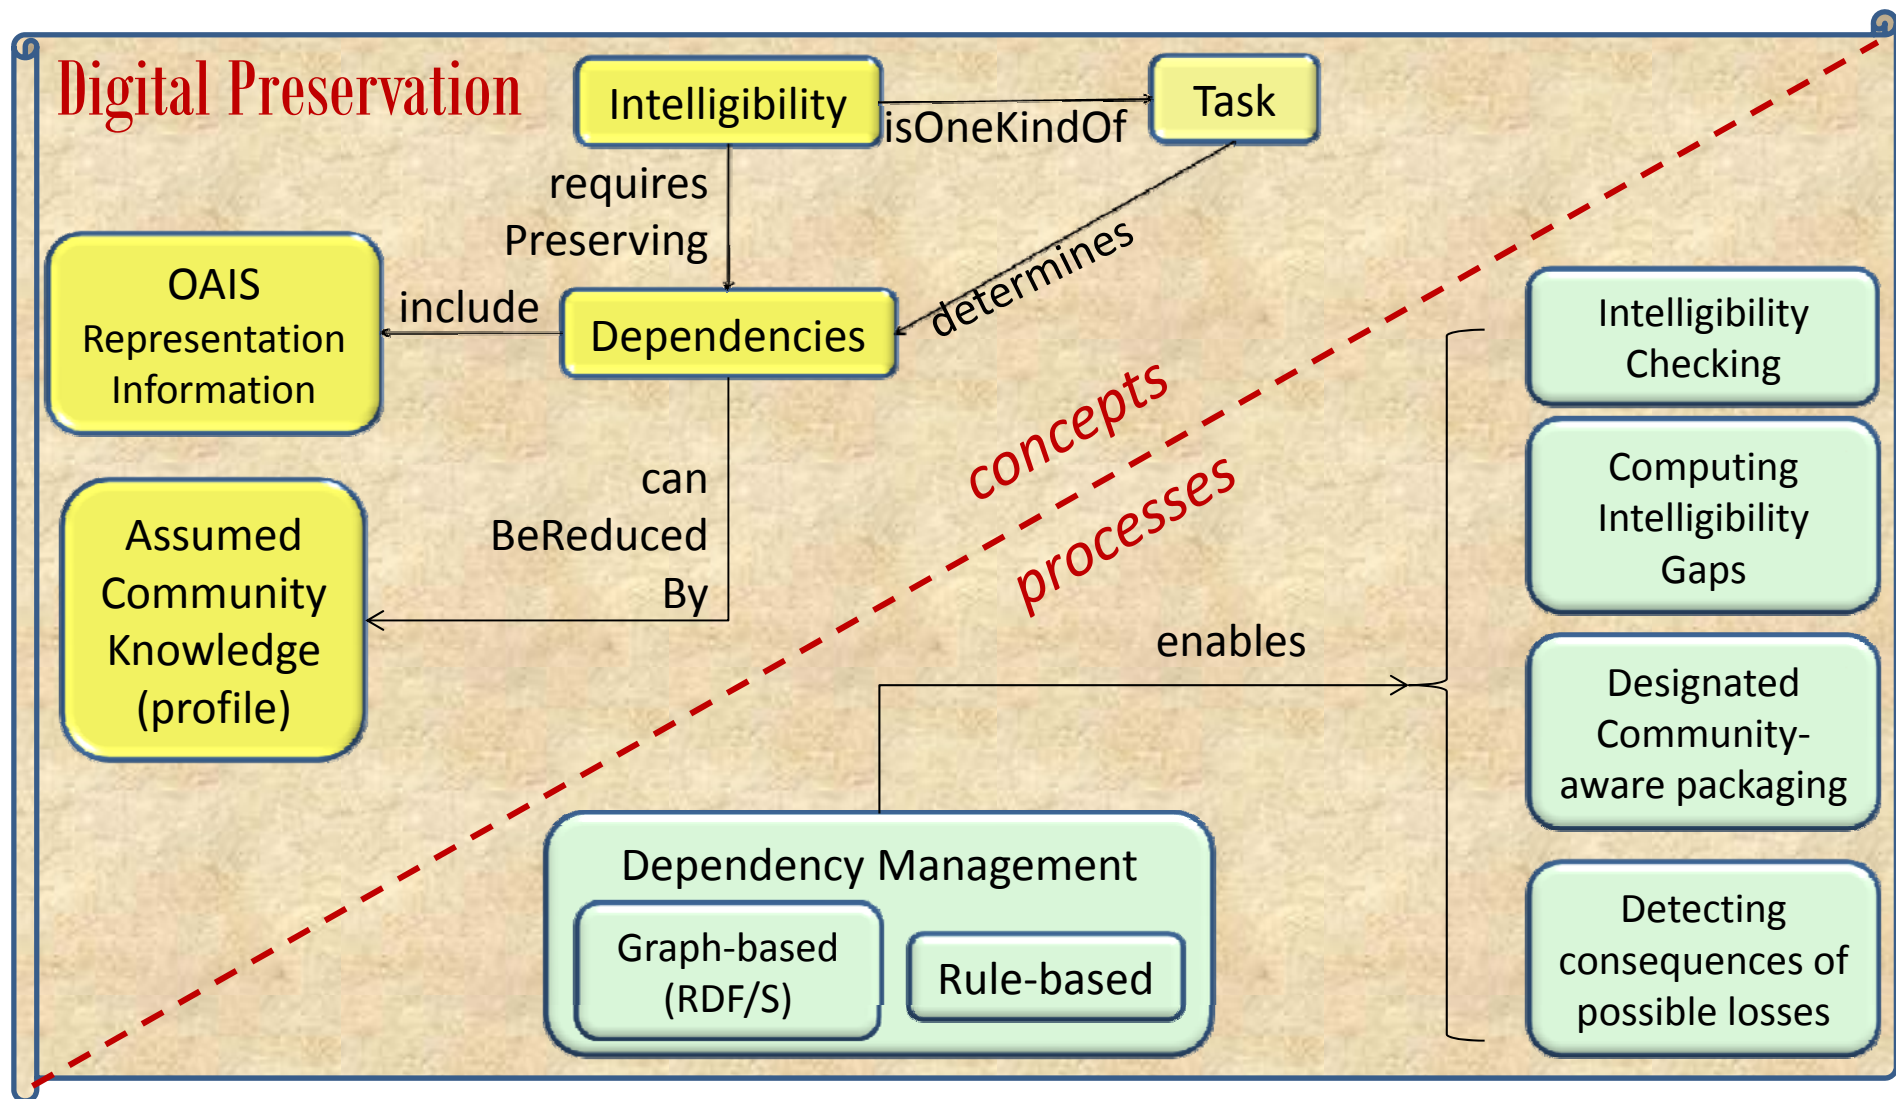 Digital Preservation
Intelligibility
isOneKindOf
Task
requires
Preserving
determines
OAIS
Representation
Information
include
Dependencies
can
BeReduced
By
Assumed
Community
Knowledge
(profile)
concepts
processes
enables
Intelligibility
Checking
Computing
Intelligibility
Gaps
Designated
Community-
aware packaging
Detecting
consequences of
possible losses
Dependency Management
Graph-based
(RDF/S)
Rule-based